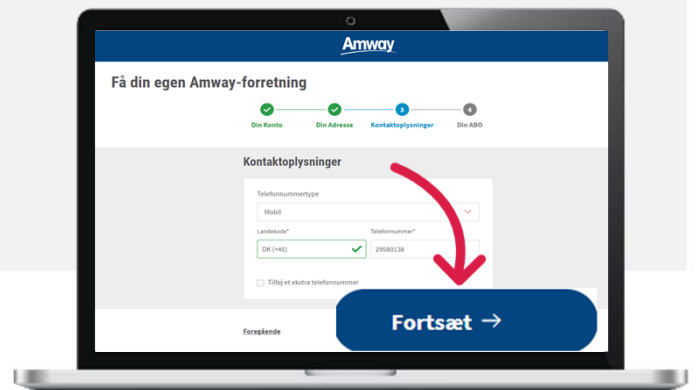 Amway
Få din egen Amway-forretning
3
4
Din Konto
Din Adresse
Kontaktoplysninger
Din ABO
Kontaktoplysninger
Telefonnummertype
Mobil
Landekode*
Telefonnummer*
DK (+45)
29580138
Tilføj et ekstra telefonnummer
Fortsæt →
Foregående